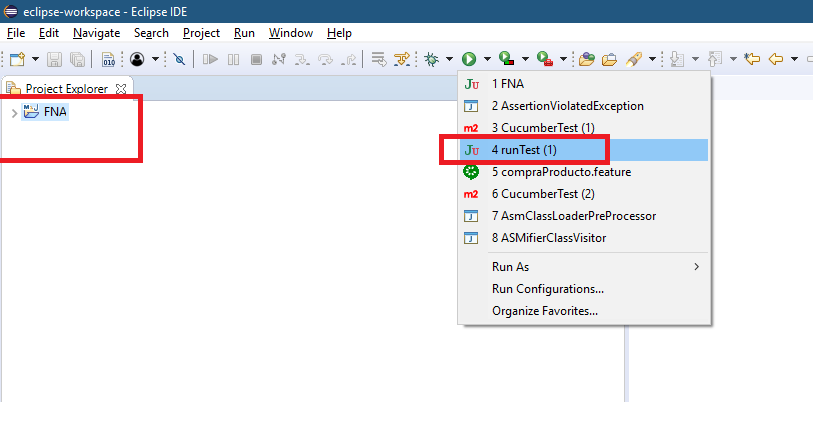 eclipse-workspace - Eclipse IDE
File Edit Navigate Search Project Run Window Help
Project Explorer
FNA
1 FNA
2 AssertionViolatedException
3 CucumberTest (1)
4 runTest (1)
5 compraProducto.feature
6 CucumberTest (2)
7 AsmClassLoaderPreProcessor
8 ASMifierClassVisitor
Run As
Run Configurations...
Organize Favorites...